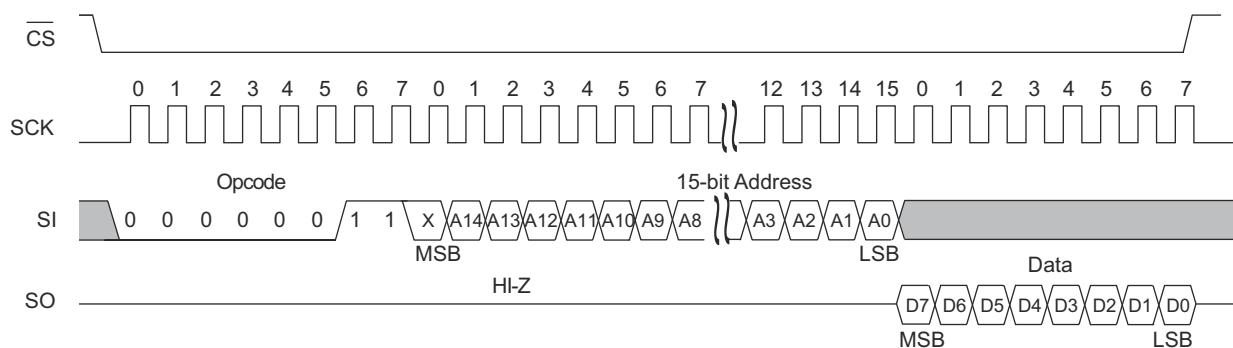 CS
0 1 2 3 4 5 6 7 0 1 2 3 4 5 6 7 12 13 14 15 0 1 2 3 4 5 6 7
SCK
Opcode 15-bit Address
SI 0 0 0 0 0 0 1 1 X A14 A13 A12 A11 A10 A9 A8 A3 A2 A1 A0
MSB LSB
HI-Z Data
SO D7 D6 D5 D4 D3 D2 D1 D0
MSB LSB